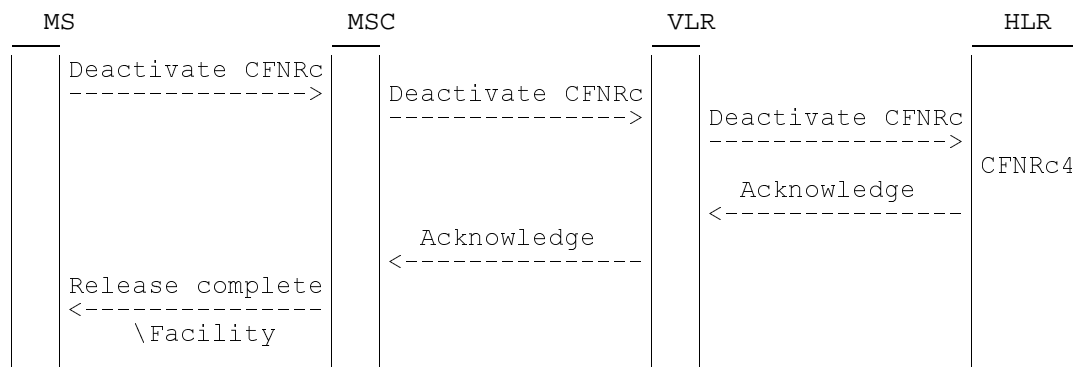 MS MSC VLR HLR
Deactivate CFNRc
Deactivate CFNRc
Deactivate CFNRc
CFNRc4
Acknowledge
Acknowledge
Release complete
\Facility